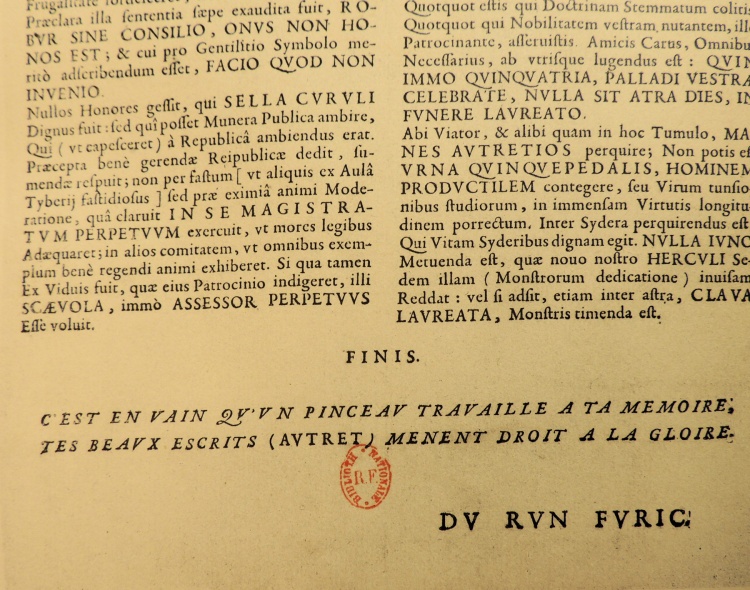 Frugalitate
Præclara illa sententia sæpe exaudita fuit, RO-
BVR SINE CONSILIO, ONVS NON HO-
NOS EST; & cui pro Gentilitio Symbolo me-
ritò adscribendum esset, FACIO QVOD NON
INVENIO.
Nullos Honores gessit, qui SELLA CVRVLI
Dignus fuit: sed qui posset Munera Publica ambire,
Qui (vt capesceret) à Republicâ ambiendus erat.
Præcepta benè gerendæ Reipublicæ dedit, su-
mendæ respuit; non per fastum [vt aliquis ex Aulâ
Tyberij fastidiosus] sed præ eximiâ animi Mode-
ratione, quâ claruit IN SE MAGISTRA-
TVM PERPETVVM exercuit, vt mores legibus
Adæquaret; in alios comitatem, vt omnibus exem-
plum benè regendi animi exhiberet. Si qua tamen
Ex Viduis fuit, quæ eius Patrocinio indigeret, illi
SCÆVOLA, immò ASSESSOR PERPETVVS
Esse voluit.
Quotquot estis qui Doctrinam Stemmatum colitis
Quotquot qui Nobilitatem vestram nutantem, ill
Patrocinante, asseruistis. Amicis Carus, Omnibu
Necessarius, ab vtrisque lugendus est: QVIN
IMMO QVINQVATRIA, PALLADI VESTRA
CELEBRATE, NVLLA SIT ATRA DIES, IN
FVNERE LAVREATO.
Abi Viator, & alibi quam in hoc Tumulo, MA-
NES AVTRETIOS perquire; Non potis es
VRNA QVINQVEPEDALIS, HOMINEM
PRODVCTILEM contegere, seu Virum tunsio-
nibus studiorum, in immensam Virtutis longitu-
dinem porrectum. Inter Sydera perquirendus est
Qui Vitam Syderibus dignam egit. NVLLA IVNO
Metuenda est, quæ nouo nostro HERCVLI Se-
dem illam (Monstrorum dedicatione) inuisam
Reddat: vel si adsit, etiam inter astra, CLAVA
LAVREATA, Monstris timenda est.
FINIS.
C'EST EN VAIN QV'VN PINCEAV TRAVAILLE A TA MEMOIRE;
TES BEAVX ESCRITS (AVTRET) MENENT DROIT A LA GLOIRE.
BIBLIOTH NATIONALE
R.F.
DV RVN FVRIC.